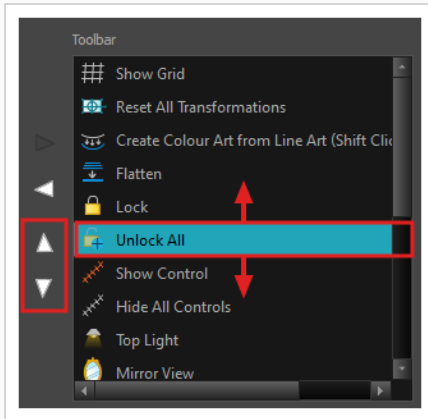 Toolbar
Show Grid
Reset All Transformations
Create Colour Art from Line Art (Shift Clic
Flatten
Lock
Unlock All
Show Control
Hide All Controls
Top Light
Mirror View